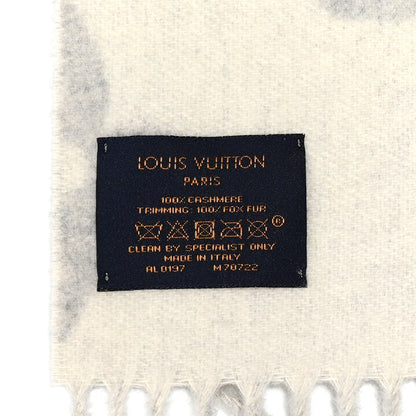 LOUIS VUITTON
PARIS
100% CASHMERE
TRIMMING: 100% FOX FUR
CLEAN BY SPECIALIST ONLY
MADE IN ITALY
AL0197 M70722